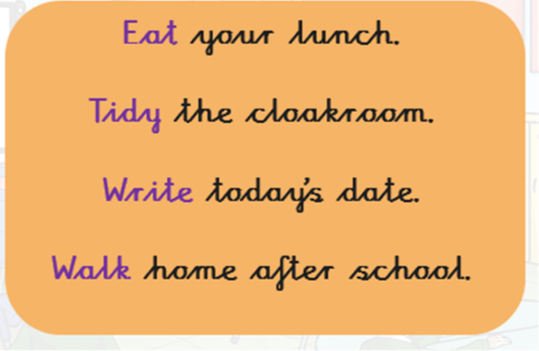 Eat your lunch.
Tidy the cloakroom.
Write today's date.
Walk home after school.